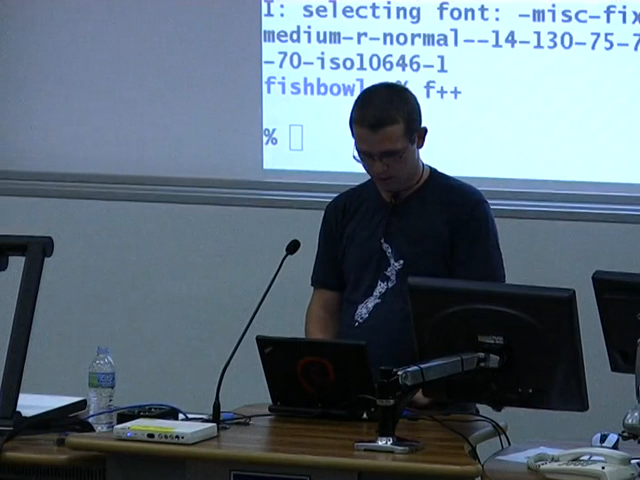 I: selecting font: -misc-fix
medium-r-normal--14-130-75-7
-70-iso10646-1
fishbowl % f++
%